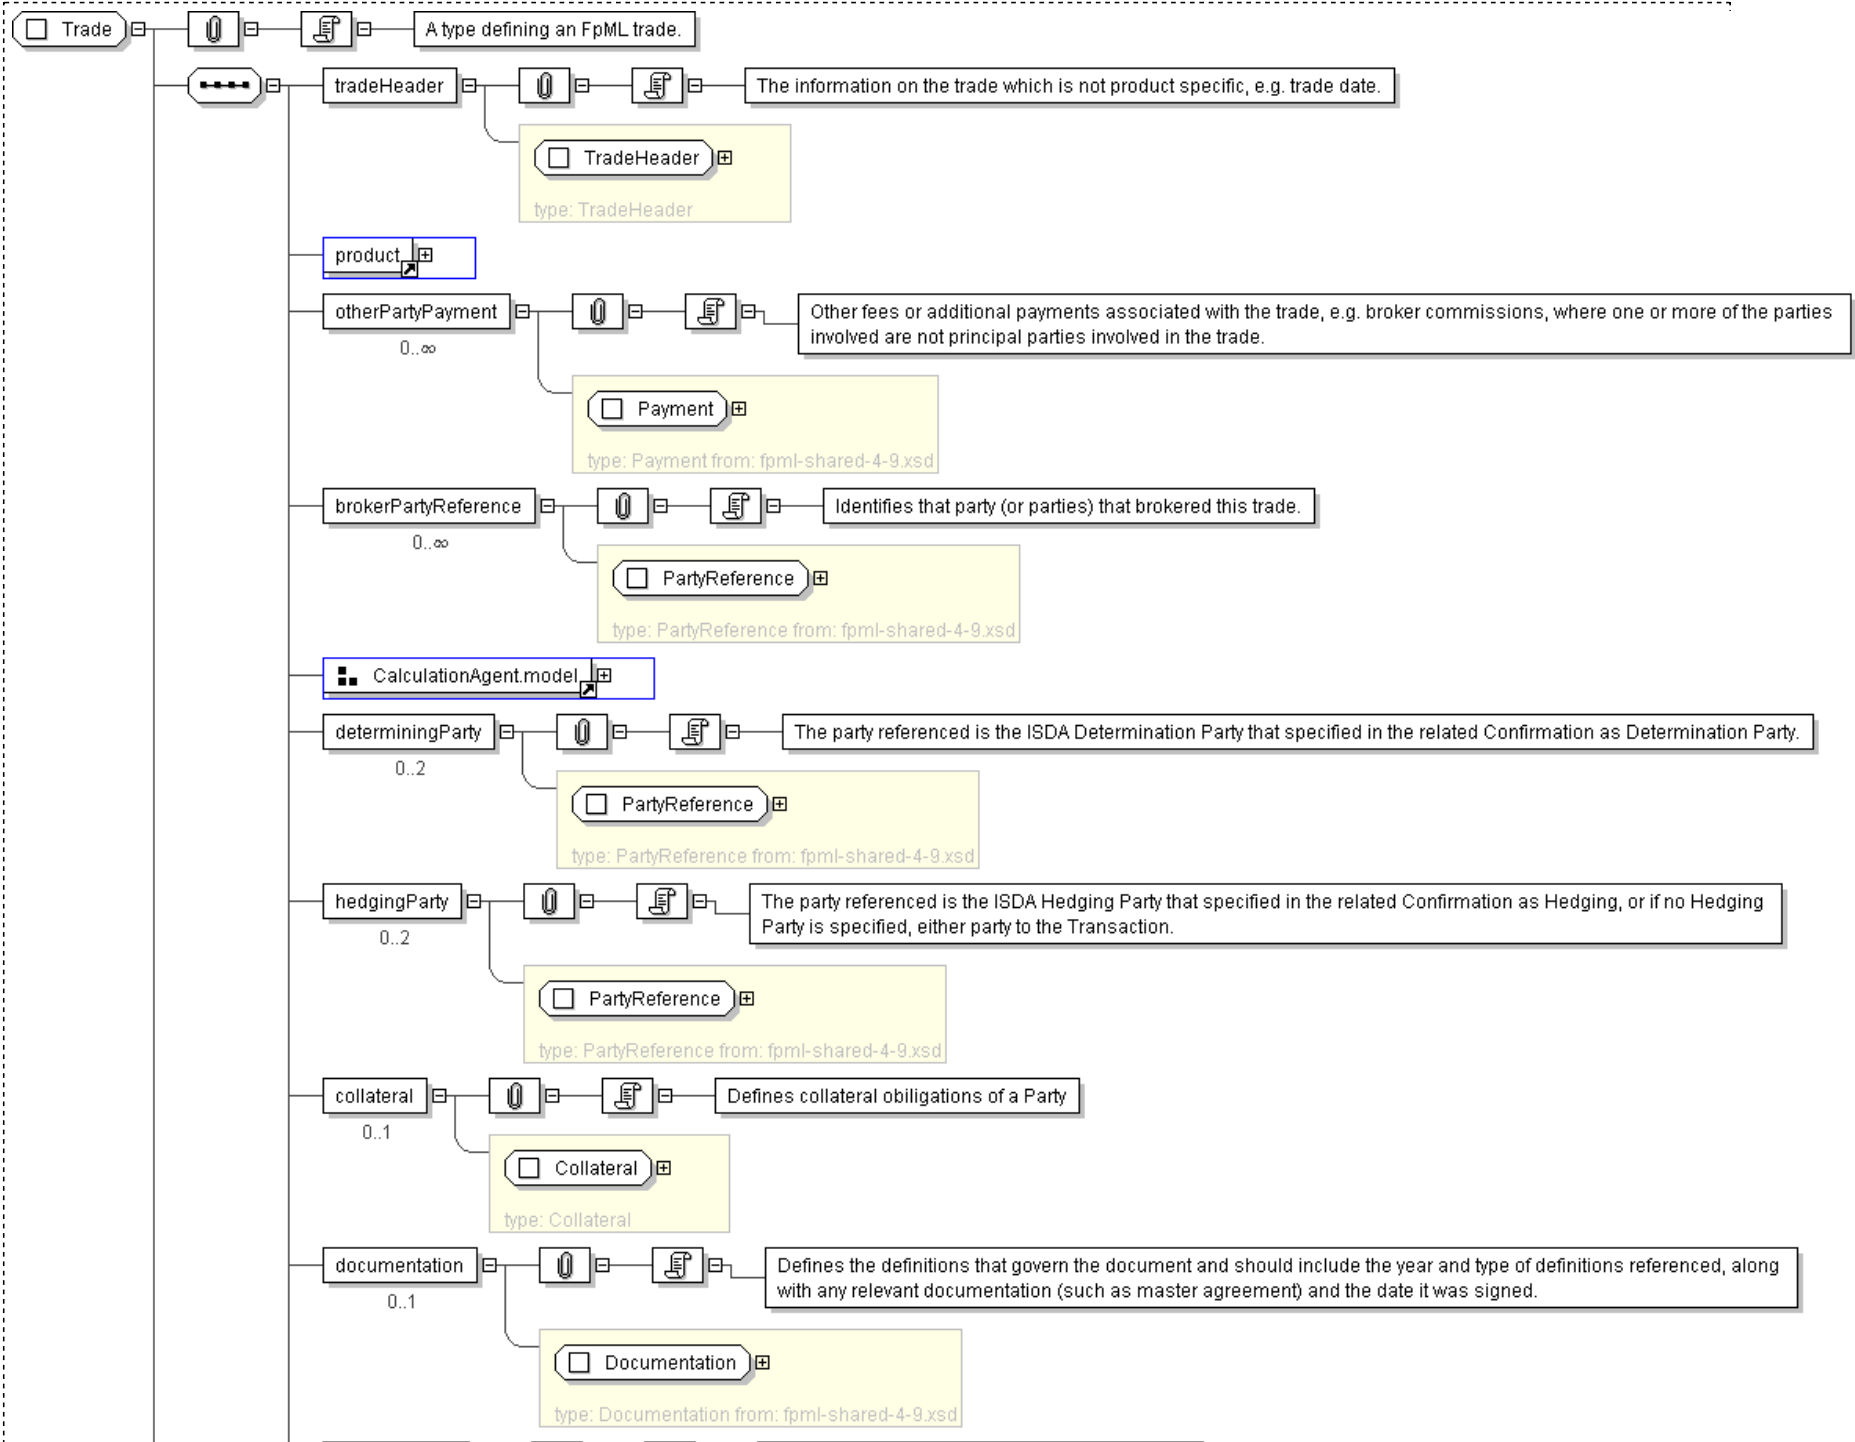 Trade
A type defining an FpML trade.
tradeHeader
The information on the trade which is not product specific, e.g. trade date.
TradeHeader
type: TradeHeader
product
otherPartyPayment
Other fees or additional payments associated with the trade, e.g. broker commissions, where one or more of the parties
involved are not principal parties involved in the trade.
0..∞
Payment
type: Payment from: fpml-shared-4-9.xsd
brokerPartyReference
Identifies that party (or parties) that brokered this trade.
0..∞
PartyReference
type: PartyReference from: fpml-shared-4-9.xsd
CalculationAgent.model
determiningParty
The party referenced is the ISDA Determination Party that specified in the related Confirmation as Determination Party.
0..2
PartyReference
type: PartyReference from: fpml-shared-4-9.xsd
hedgingParty
The party referenced is the ISDA Hedging Party that specified in the related Confirmation as Hedging, or if no Hedging
Party is specified, either party to the Transaction.
0..2
PartyReference
type: PartyReference from: fpml-shared-4-9.xsd
collateral
Defines collateral obiligations of a Party
0..1
Collateral
type: Collateral
documentation
Defines the definitions that govern the document and should include the year and type of definitions referenced, along
with any relevant documentation (such as master agreement) and the date it was signed.
0..1
Documentation
type: Documentation from: fpml-shared-4-9.xsd